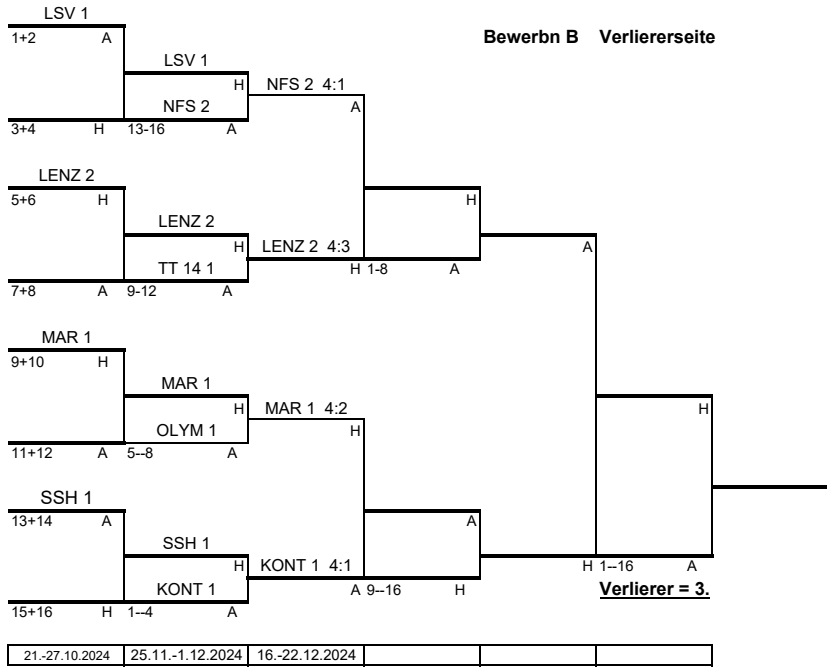 LSV 1
1+2 A
Bewerbn B Verliererseite
LSV 1
H NFS 2 4:1
NFS 2 A
3+4 H 13-16 A
LENZ 2
5+6 H H
LENZ 2
H LENZ 2 4:3 A
TT 14 1 H 1-8 A
7+8 A 9-12 A
MAR 1
9+10 H
MAR 1
H MAR 1 4:2 H
OLYM 1 H
11+12 A 5--8 A
SSH 1
13+14 A A
SSH 1
H KONT 1 4:1 H 1--16 A
KONT 1 A 9--16 H Verlierer = 3.
15+16 H 1--4 A
21.-27.10.2024 25.11.-1.12.2024 16.-22.12.2024